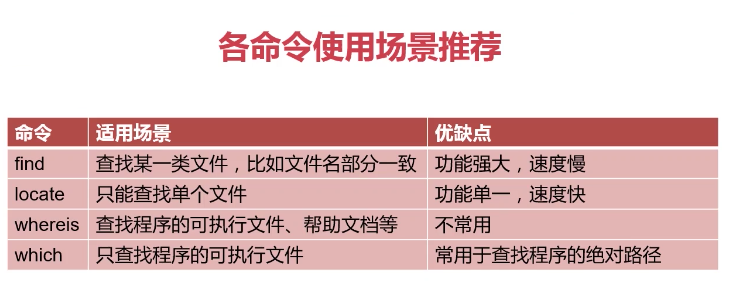 各命令使用场景推荐
命令 适用场景 优缺点
find 查找某一类文件，比如文件名部分一致 功能强大，速度慢
locate 只能查找单个文件 功能单一，速度快
whereis 查找程序的可执行文件、帮助文档等 不常用
which 只查找程序的可执行文件 常用于查找程序的绝对路径